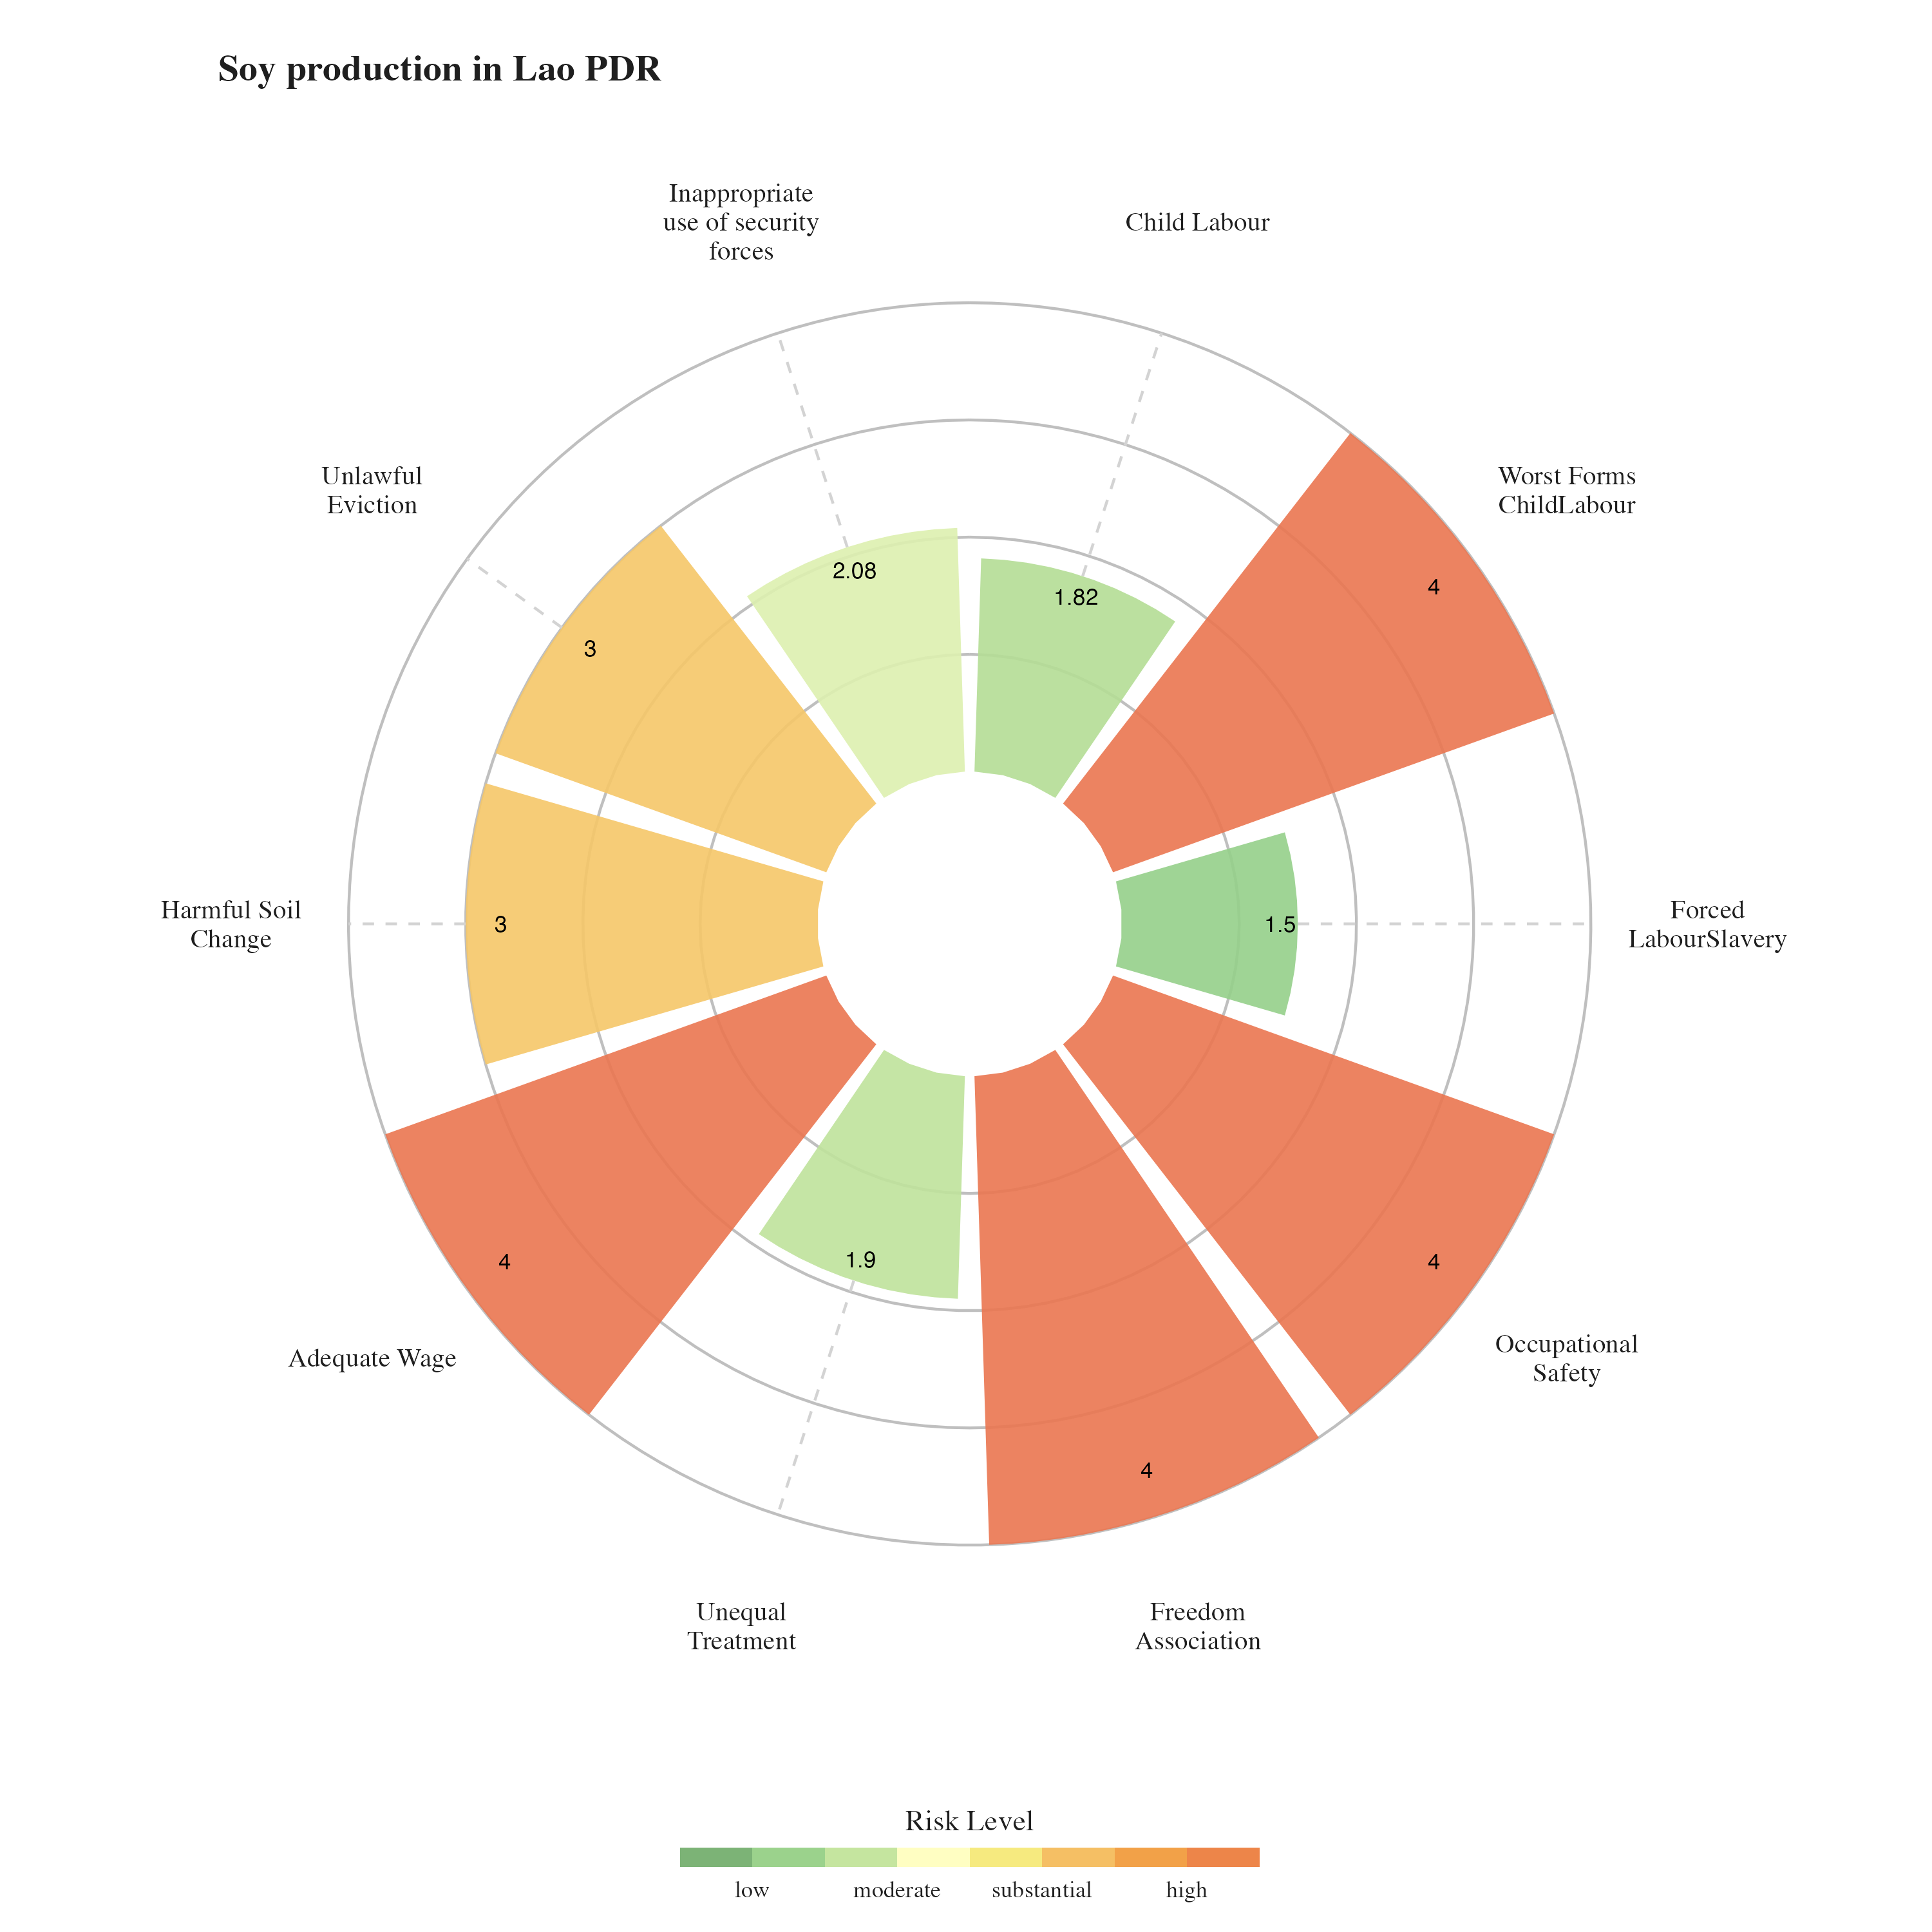 Soy production in Lao PDR
Inappropriate
use of security
forces
Child Labour
Unlawful
Eviction
Worst Forms
ChildLabour
2.08
1.82
4
3
Harmful Soil
Change
3
1.5
Forced
LabourSlavery
4
1.9
4
4
Adequate Wage
Occupational
Safety
Unequal
Treatment
Freedom
Association
Risk Level
low
moderate
substantial
high